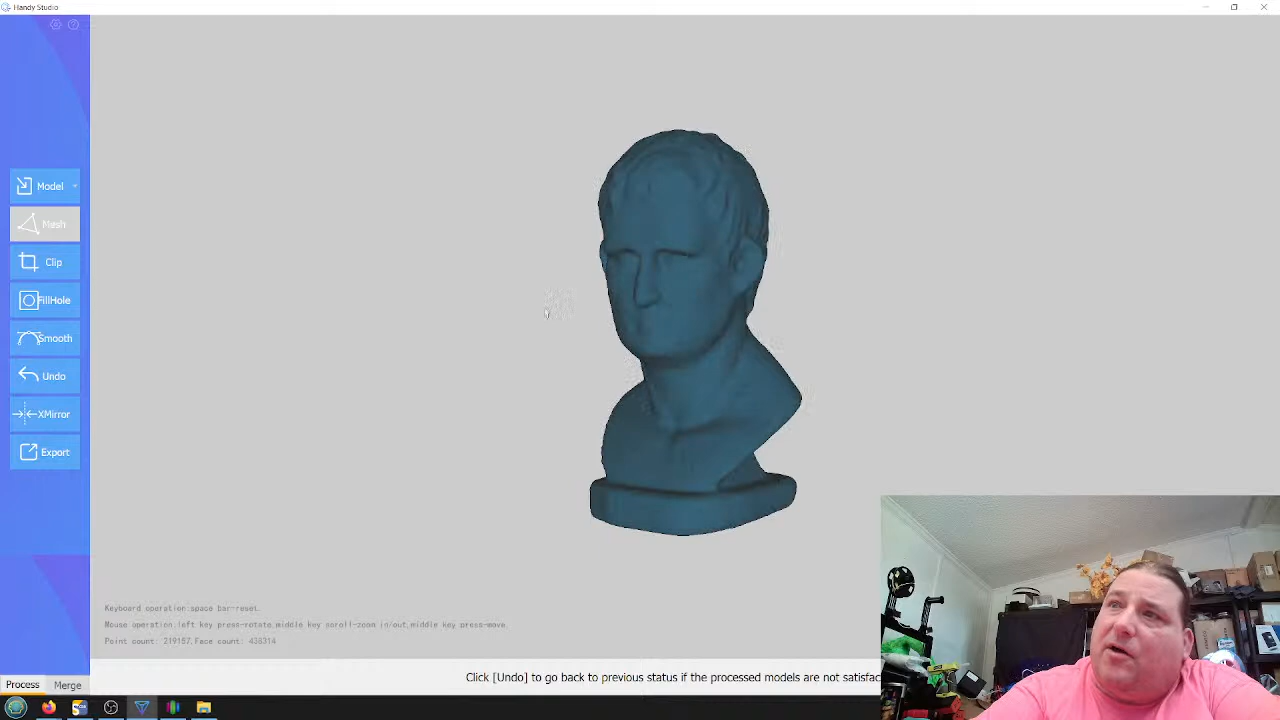 Handy Studio
Model
Mesh
Clip
FillHole
Smooth
Undo
XMirror
Export
Keyboard operation:space bar-reset.
Mouse operation:left key press-rotate,middle key scroll-zoom in/out,middle key press-move.
Point count: 219157,Face count: 438314
Click [Undo] to go back to previous status if the processed models are not satisfac
Process
Merge